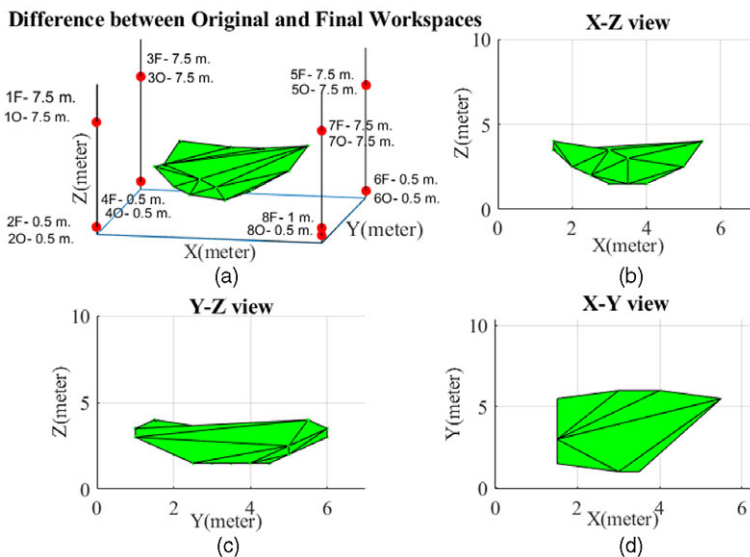 Difference between Original and Final Workspaces
3F- 7.5 m.
3O- 7.5 m.
1F- 7.5 m.
1O- 7.5 m.
5F- 7.5 m.
5O- 7.5 m.
7F- 7.5 m.
7O- 7.5 m.
Z(meter)
4F- 0.5 m.
4O- 0.5 m.
6F- 0.5 m.
6O- 0.5 m.
2F- 0.5 m.
2O- 0.5 m.
8F- 1 m.
8O- 0.5 m.
Y(meter)
X(meter)
(a)
X-Z view
10
5
0
Z(meter)
0 2 4 6
X(meter)
(b)
Y-Z view
10
5
0
Z(meter)
0 2 4 6
Y(meter)
(c)
X-Y view
10
5
0
Y(meter)
0 2 4 6
X(meter)
(d)